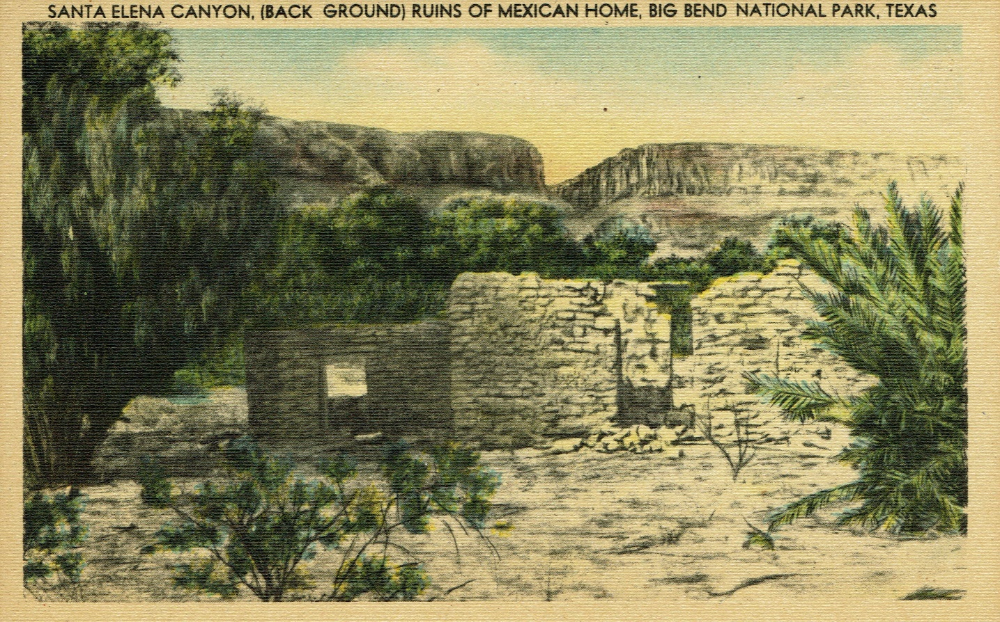 SANTA ELENA CANYON, (BACK GROUND) RUINS OF MEXICAN HOME, BIG BEND NATIONAL PARK, TEXAS